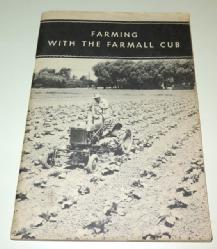 FARMING
WITH THE FARMALL CUB